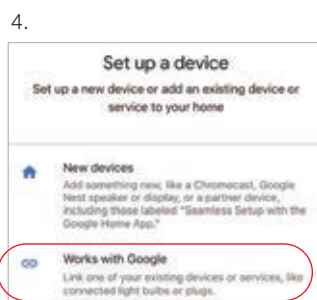 4.
Set up a device
Set up a new device or add an existing device or
service to your home
New devices
Add something new, like a Chromecast, Google
Nest speaker or display, or a partner device,
including those labeled "Seamless Setup with the
Google Home App."
Works with Google
Link one of your existing devices or services, like
connected light bulbs or plugs.